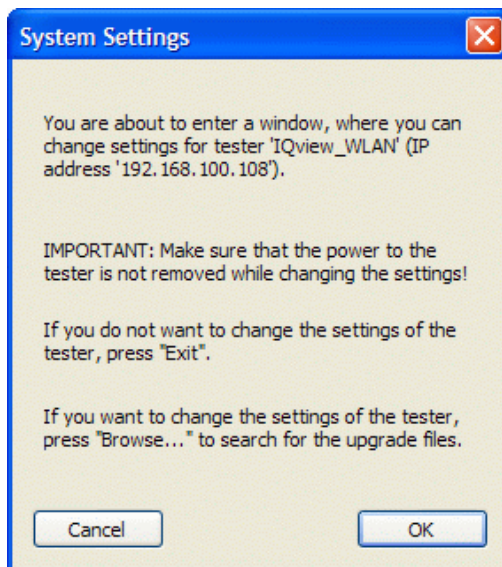 System Settings
You are about to enter a window, where you can
change settings for tester 'IQview_WLAN' (IP
address '192.168.100.108').
IMPORTANT: Make sure that the power to the
tester is not removed while changing the settings!
If you do not want to change the settings of the
tester, press "Exit".
If you want to change the settings of the tester,
press "Browse..." to search for the upgrade files.
Cancel
OK